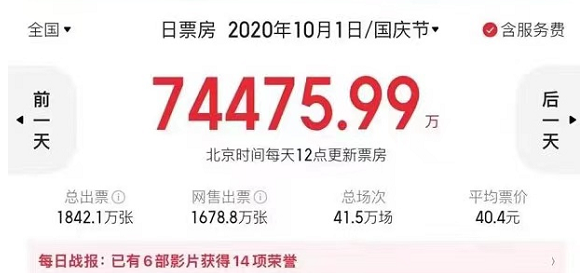 全国 日票房 2020年10月1日/国庆节 含服务费
前一天 74475.99万 后一天
北京时间每天12点更新票房
总出票 网售出票 总场次 平均票价
1842.1万张 1678.8万张 41.5万场 40.4元
每日战报：已有6部影片获得14项荣誉